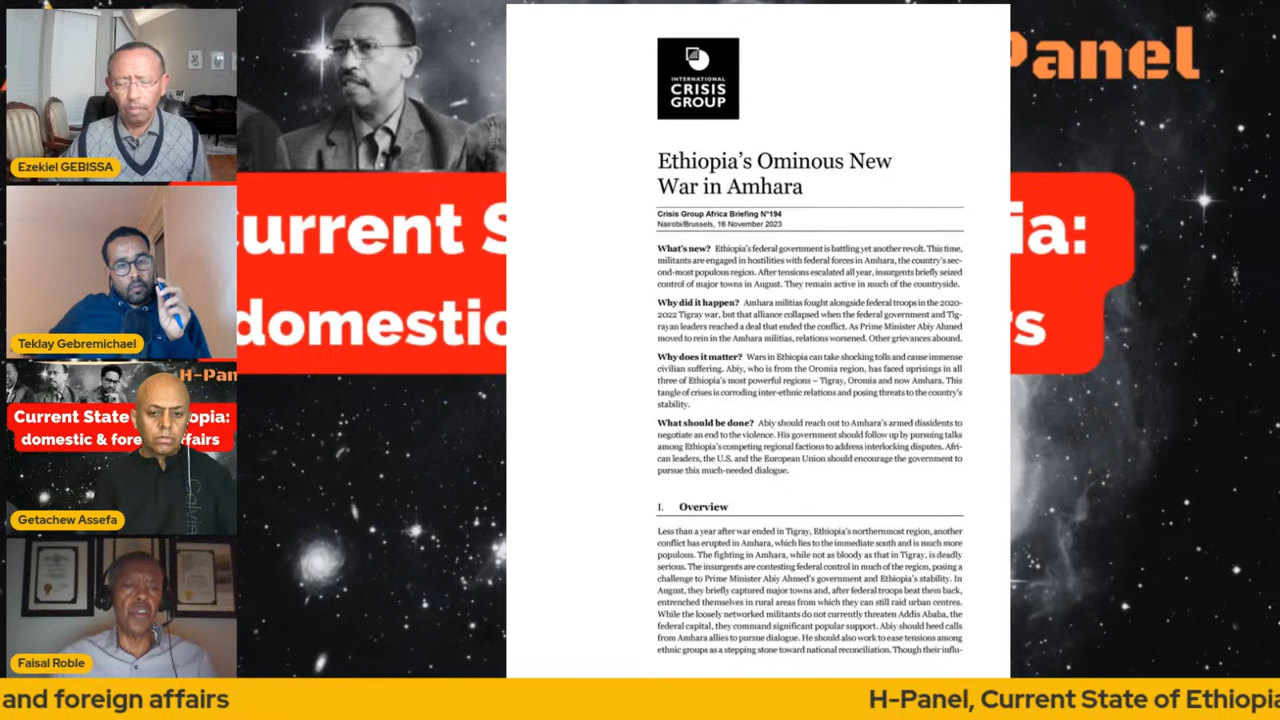 Ezekiel GEBISSA
Teklay Gebremichael
H-Pan
Current State opia:
domestic & fore ffairs
Getachew Assefa
Faisal Roble
Panel
urrent S
ia:
domestic
s
INTERNATIONAL
CRISIS
GROUP
Ethiopia’s Ominous New
War in Amhara
Crisis Group Africa Briefing N°194
Nairobi/Brussels, 16 November 2023
What’s new? Ethiopia’s federal government is battling yet another revolt. This time,
militants are engaged in hostilities with federal forces in Amhara, the country’s sec-
ond-most populous region. After tensions escalated all year, insurgents briefly seized
control of major towns in August. They remain active in much of the countryside.
Why did it happen? Amhara militias fought alongside federal troops in the 2020-
2022 Tigray war, but that alliance collapsed when the federal government and Tig-
rayan leaders reached a deal that ended the conflict. As Prime Minister Abiy Ahmed
moved to rein in the Amhara militias, relations worsened. Other grievances abound.
Why does it matter? Wars in Ethiopia can take shocking tolls and cause immense
civilian suffering. Abiy, who is from the Oromia region, has faced uprisings in all
three of Ethiopia’s most powerful regions – Tigray, Oromia and now Amhara. This
tangle of crises is corroding inter-ethnic relations and posing threats to the country’s
stability.
What should be done? Abiy should reach out to Amhara’s armed dissidents to
negotiate an end to the violence. His government should follow up by pursuing talks
among Ethiopia’s competing regional factions to address interlocking disputes. Afri-
can leaders, the U.S. and the European Union should encourage the government to
pursue this much-needed dialogue.
I. Overview
Less than a year after war ended in Tigray, Ethiopia’s northernmost region, another
conflict has erupted in Amhara, which lies to the immediate south and is much more
populous. The fighting in Amhara, while not as bloody as that in Tigray, is deadly
serious. The insurgents are contesting federal control in much of the region, posing a
challenge to Prime Minister Abiy Ahmed’s government and Ethiopia’s stability. In
August, they briefly captured major towns and, after federal troops beat them back,
entrenched themselves in rural areas from which they can still raid urban centres.
While the loosely networked militants do not currently threaten Addis Ababa, the
federal capital, they command significant popular support. Abiy should heed calls
from Amhara allies to pursue dialogue. He should also work to ease tensions among
ethnic groups as a stepping stone toward national reconciliation. Though their influ-
and foreign affairs
H-Panel, Current State of Ethiopia